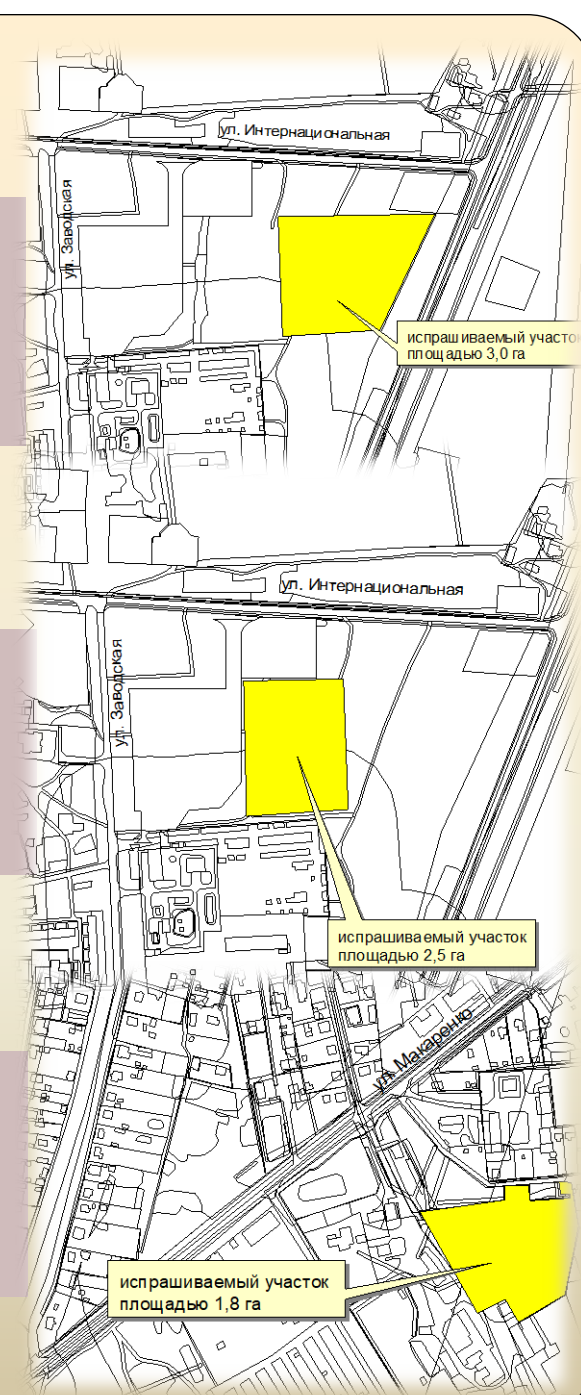 ул. Интернациональная
ул. Заводская
испрашиваемый участок
площадью 3,0 га
ул. Интернациональная
ул. Заводская
испрашиваемый участок
площадью 2,5 га
ул. Макаренко
испрашиваемый участок
площадью 1,8 га